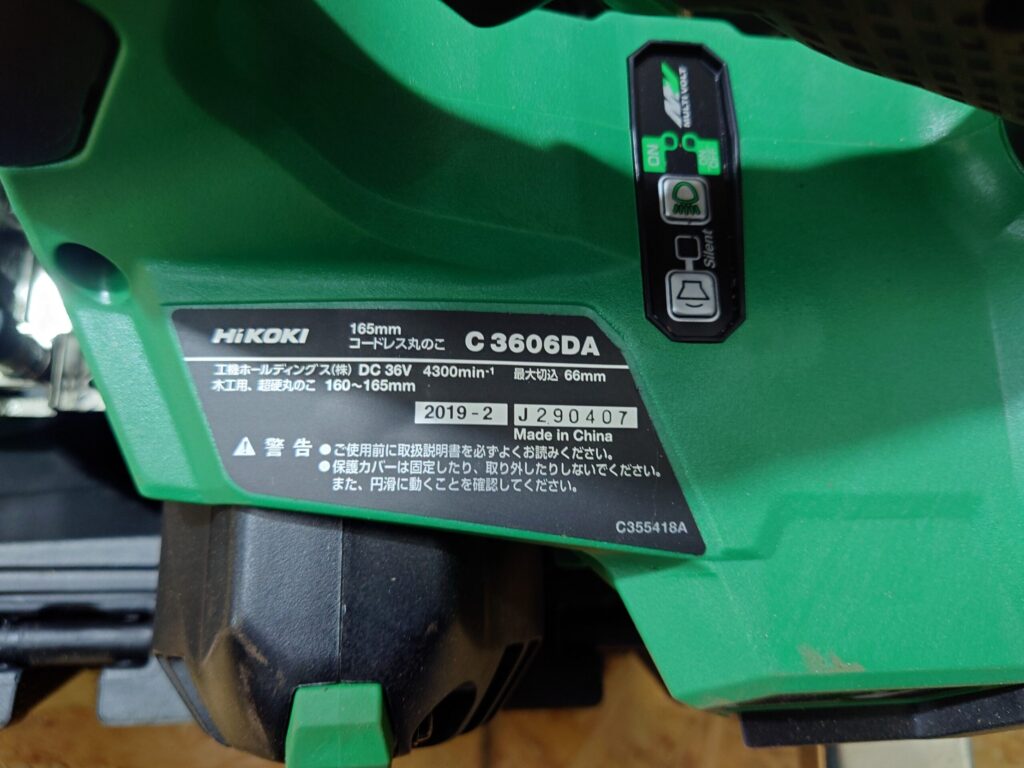 MULTI VOLT
ON
ON
OFF
Silent
HiKOKI 165mm コードレス丸のこ C 3606DA
工機ホールディングス(株) DC 36V 4300min-1 最大切込 66mm
木工用、超硬丸のこ 160～165mm
2019-2 J290407
Made in China
警告 ●ご使用前に取扱説明書を必ずよくお読みください。
●保護カバーは固定したり、取り外したりしないでください。
また、円滑に動くことを確認してください。
C355418A